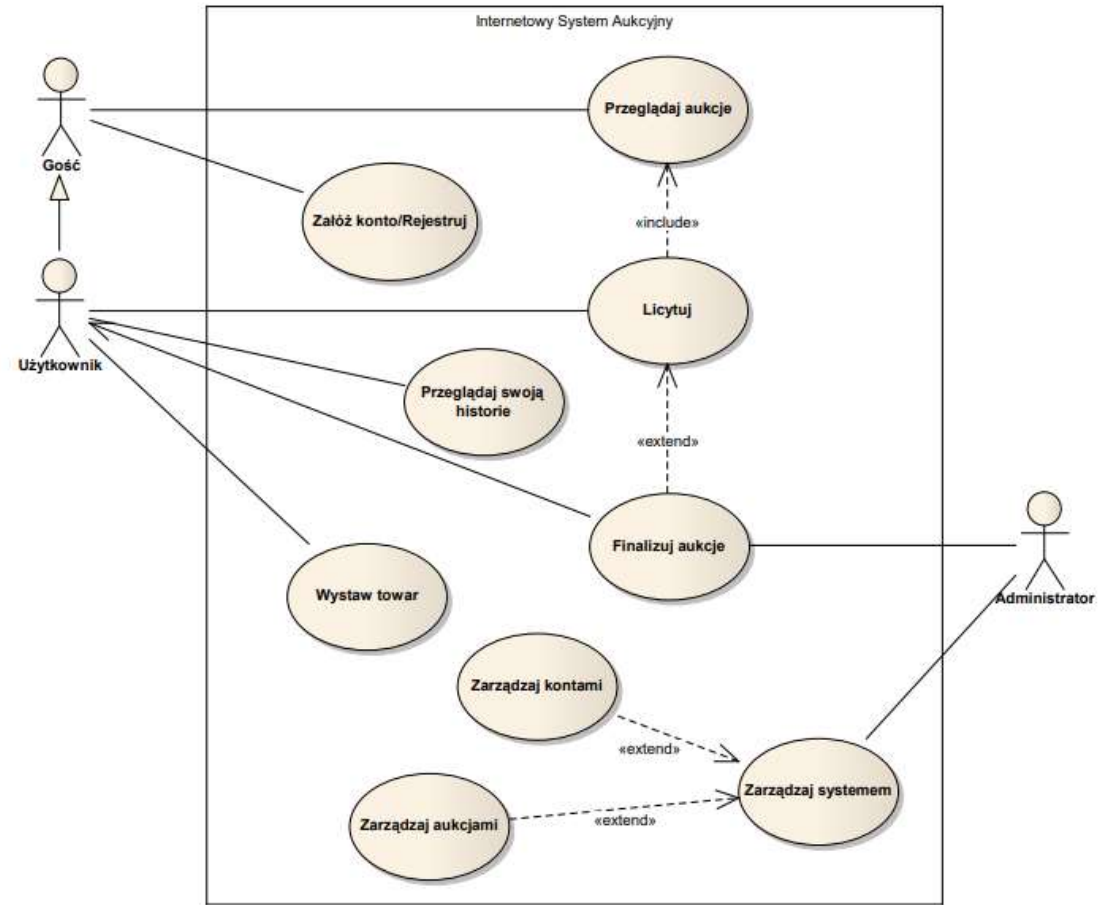 Internetowy System Aukcyjny
Przeglądaj aukcje
Gość
Załóż konto/Rejestruj
«include»
Licytuj
Użytkownik
Przeglądaj swoją
historie
«extend»
Finalizuj aukcje
Administrator
Wystaw towar
Zarządzaj kontami
«extend»
Zarządzaj systemem
Zarządzaj aukcjami
«extend»